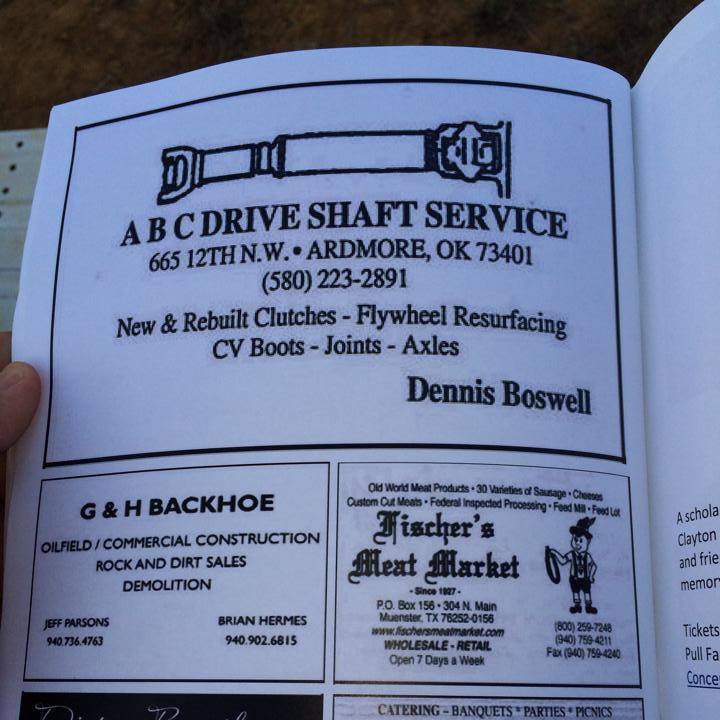 A B C DRIVE SHAFT SERVICE
665 12TH N.W. • ARDMORE, OK 73401
(580) 223-2891
New & Rebuilt Clutches - Flywheel Resurfacing
CV Boots - Joints - Axles
Dennis Boswell
G & H BACKHOE
OILFIELD / COMMERCIAL CONSTRUCTION
ROCK AND DIRT SALES
DEMOLITION
JEFF PARSONS
940.736.4763
BRIAN HERMES
940.902.6815
Old World Meat Products • 30 Varieties of Sausage • Cheeses
Custom Cut Meats • Federal Inspected Processing • Feed Mill • Feed Lot
Fischer's
Meat Market
- Since 1927 -
P.O. Box 156 • 304 N. Main
Muenster, TX 76252-0156
www.fischersmeatmarket.com
WHOLESALE - RETAIL
Open 7 Days a Week
(800) 259-7248
(940) 759-4211
Fax (940) 759-4240
CATERING – BANQUETS * PARTIES * PICNICS
A schola
Clayton
and frie
memor
Tickets
Pull Fa
Conce